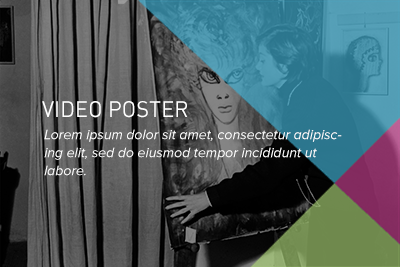 VIDEO POSTER
Lorem ipsum dolor sit amet, consectetur adipisc-
ing elit, sed do eiusmod tempor incididunt ut
labore.